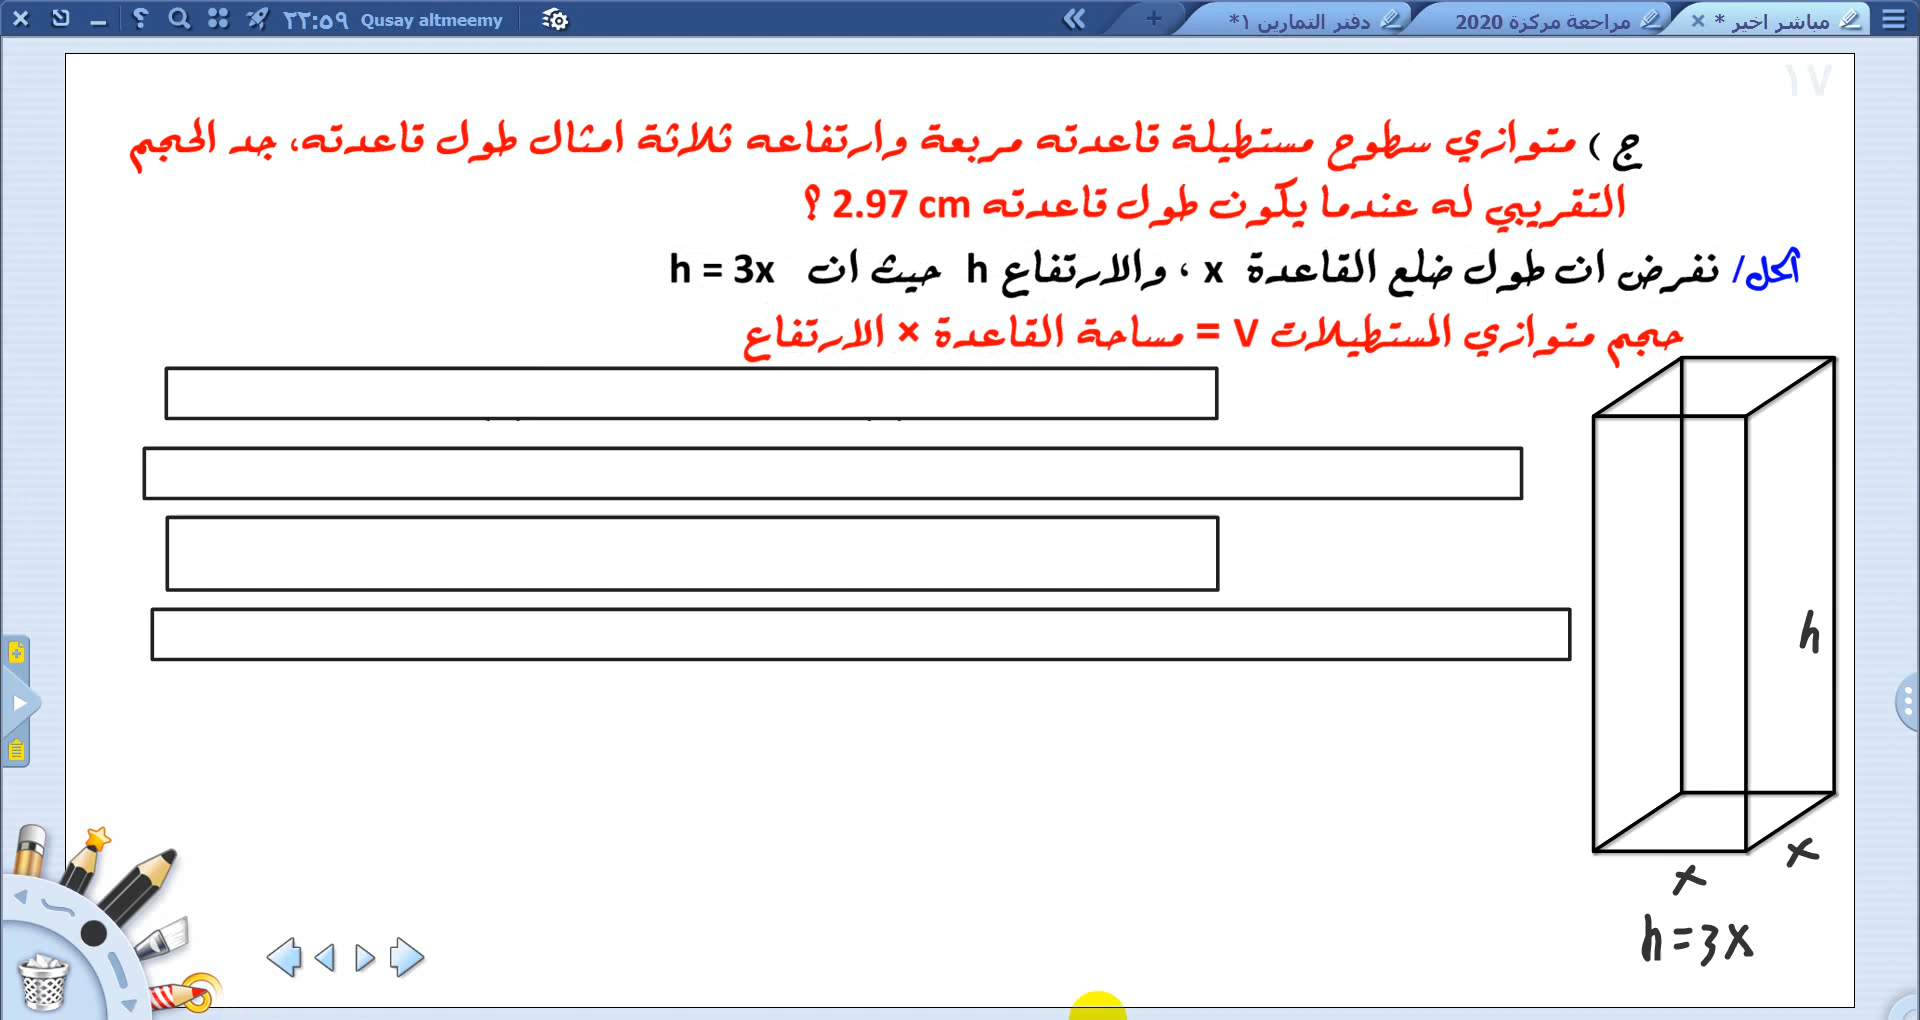 ٢٣:٥٩ Qusay altmeemy
دفتر التمارين ١*
مراجعة مركزة 2020
مباشر اخير *
١٧
ج ) متوازي سطوح مستطيلة قاعدته مربعة وارتفاعه ثلاثة امثال طول قاعدته، جد الحجم
التقريبي له عندما يكون طول قاعدته 2.97 cm ؟
الحل/ نفرض ان طول ضلع القاعدة x ، والارتفاع h حيث ان h = 3x
حجم متوازي المستطيلات V = مساحة القاعدة × الارتفاع
h
x
x
h=3x